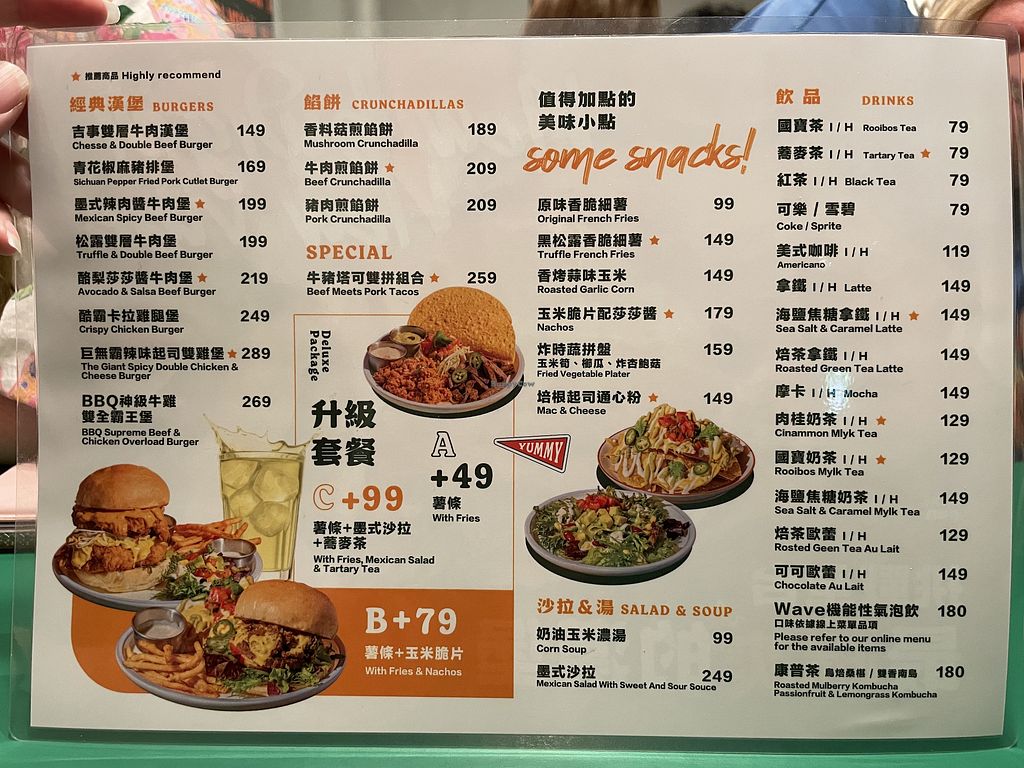 ★ 推薦商品 Highly recommend
經典漢堡 BURGERS
吉事雙層牛肉漢堡 149
Chesse & Double Beef Burger
青花椒麻豬排堡 169
Sichuan Pepper Fried Pork Cutlet Burger
墨式辣肉醬牛肉堡 ★ 199
Mexican Spicy Beef Burger
松露雙層牛肉堡 199
Truffle & Double Beef Burger
酪梨莎莎醬牛肉堡 ★ 219
Avocado & Salsa Beef Burger
酷霸卡拉雞腿堡 249
Crispy Chicken Burger
巨無霸辣味起司雙雞堡 ★ 289
The Giant Spicy Double Chicken &
Cheese Burger
BBQ神級牛雞 269
雙全霸王堡
BBQ Supreme Beef &
Chicken Overload Burger
餡餅 CRUNCHADILLAS
香料菇煎餡餅 189
Mushroom Crunchadilla
牛肉煎餡餅 ★ 209
Beef Crunchadilla
豬肉煎餡餅 209
Pork Crunchadilla
SPECIAL
牛豬塔可雙拼組合 ★ 259
Beef Meets Pork Tacos
Deluxe
Package
升級
套餐
A
+49
薯條
With Fries
C +99
薯條+墨式沙拉
+蕎麥茶
With Fries, Mexican Salad
& Tartary Tea
B+79
薯條+玉米脆片
With Fries & Nachos
值得加點的
美味小點
some snacks!
原味香脆細薯 99
Original French Fries
黑松露香脆細薯 ★ 149
Truffle French Fries
香烤蒜味玉米 149
Roasted Garlic Corn
玉米脆片配莎莎醬 ★ 179
Nachos
炸時蔬拼盤 159
玉米筍、櫛瓜、炸杏鮑菇
Fried Vegetable Plater
培根起司通心粉 ★ 149
Mac & Cheese
YUMMY
沙拉&湯 SALAD & SOUP
奶油玉米濃湯 99
Corn Soup
墨式沙拉 249
Mexican Salad With Sweet And Sour Souce
飲品 DRINKS
國寶茶 I / H Rooibos Tea 79
蕎麥茶 I / H Tartary Tea ★ 79
紅茶 I / H Black Tea 79
可樂 / 雪碧 79
Coke / Sprite
美式咖啡 I / H 119
Americano
拿鐵 I / H Latte 149
海鹽焦糖拿鐵 I / H ★ 149
Sea Salt & Caramel Latte
焙茶拿鐵 I / H 149
Roasted Green Tea Latte
摩卡 I / H Mocha 149
肉桂奶茶 I / H ★ 129
Cinammon Mlyk Tea
國寶奶茶 I / H ★ 129
Rooibos Mylk Tea
海鹽焦糖奶茶 I / H 149
Sea Salt & Caramel Mylk Tea
焙茶歐蕾 I / H 129
Rosted Geen Tea Au Lait
可可歐蕾 I / H 149
Chocolate Au Lait
Wave機能性氣泡飲 180
口味依據線上菜單品項
Please refer to our online menu
for the available items
康普茶 烏焙桑椹 / 雙香南島 180
Roasted Mulberry Kombucha
Passionfruit & Lemongrass Kombucha